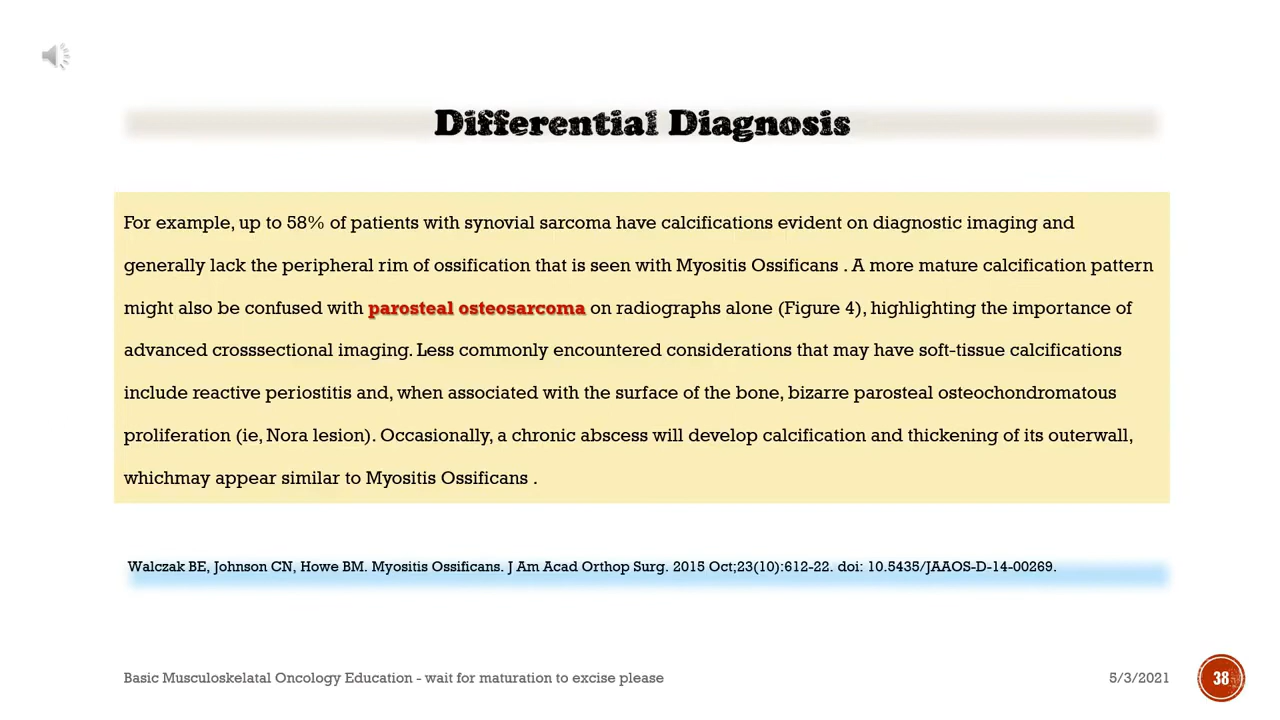 Differential Diagnosis
For example, up to 58% of patients with synovial sarcoma have calcifications evident on diagnostic imaging and
generally lack the peripheral rim of ossification that is seen with Myositis Ossificans . A more mature calcification pattern
might also be confused with parosteal osteosarcoma on radiographs alone (Figure 4), highlighting the importance of
advanced crosssectional imaging. Less commonly encountered considerations that may have soft-tissue calcifications
include reactive periostitis and, when associated with the surface of the bone, bizarre parosteal osteochondromatous
proliferation (ie, Nora lesion). Occasionally, a chronic abscess will develop calcification and thickening of its outerwall,
whichmay appear similar to Myositis Ossificans .
Walczak BE, Johnson CN, Howe BM. Myositis Ossificans. J Am Acad Orthop Surg. 2015 Oct;23(10):612-22. doi: 10.5435/JAAOS-D-14-00269.
Basic Musculoskelatal Oncology Education - wait for maturation to excise please
5/3/2021
38